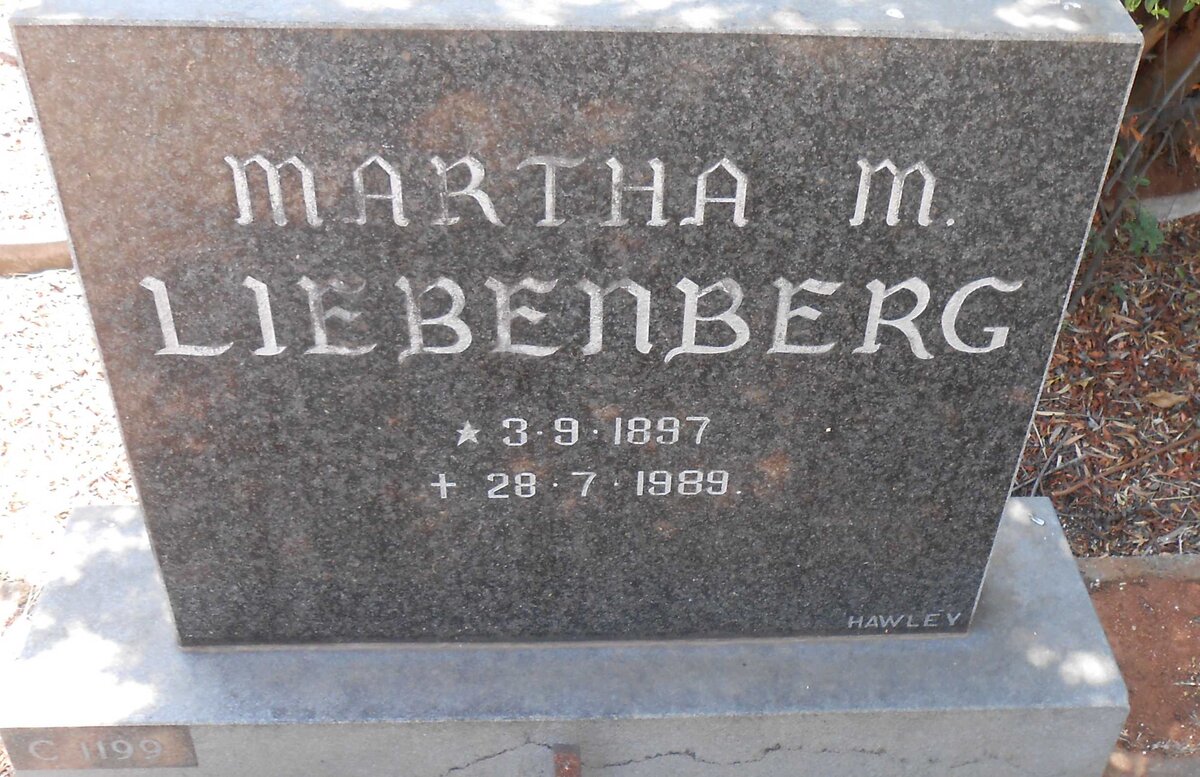 MARTHA M.
LIEBENBERG
★ 3·9·1897
✝ 28·7·1989.
HAWLEY
C 1199